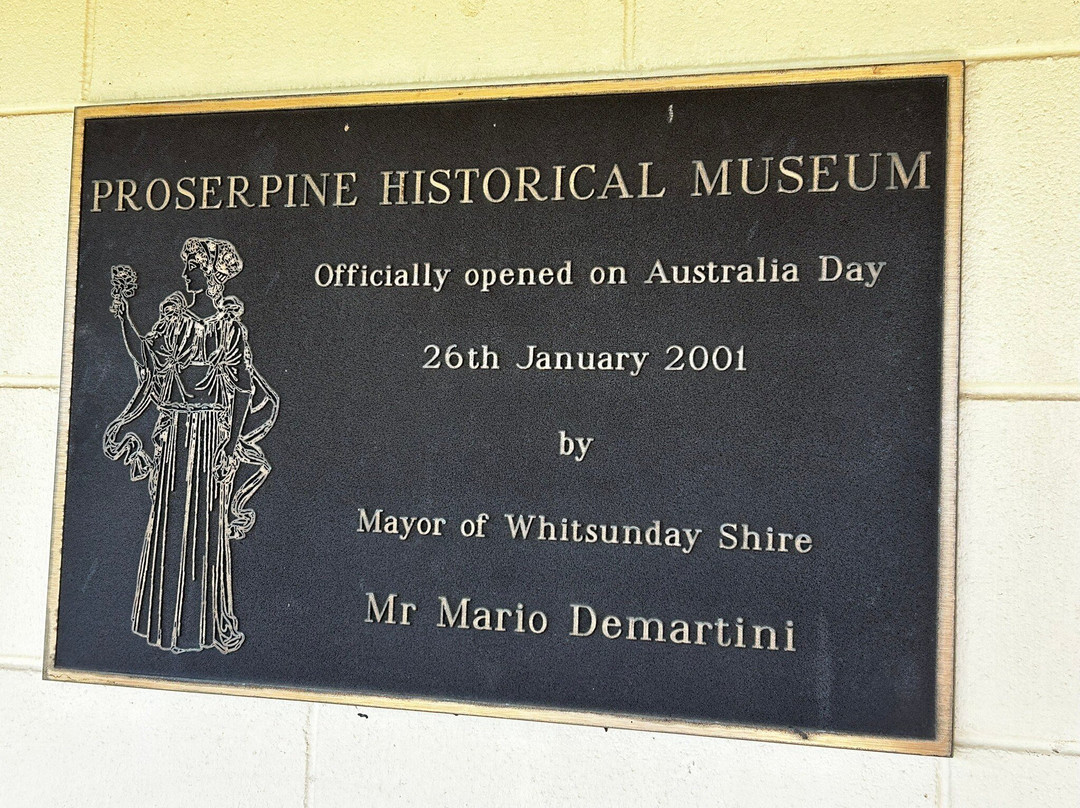 PROSERPINE HISTORICAL MUSEUM
Officially opened on Australia Day
26th January 2001
by
Mayor of Whitsunday Shire
Mr Mario Demartini